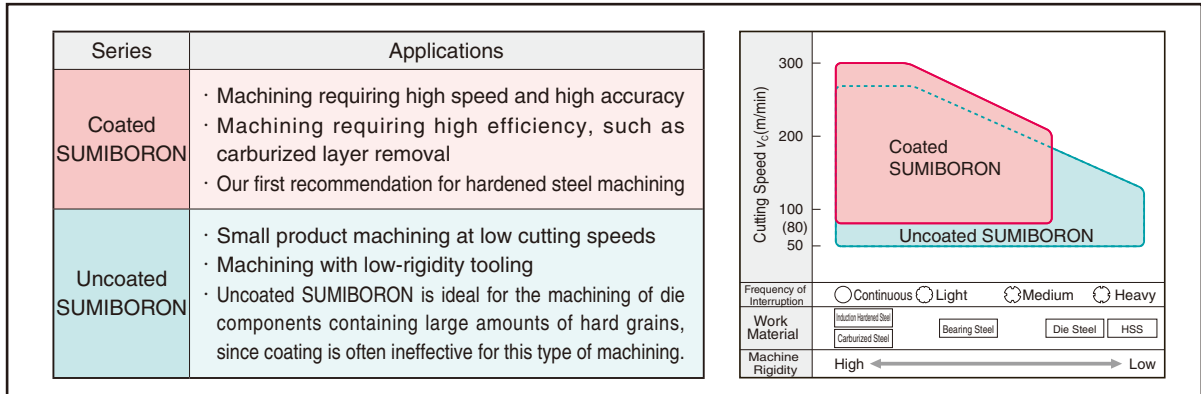 Series
Applications
Coated
SUMIBORON
· Machining requiring high speed and high accuracy
· Machining requiring high efficiency, such as
carburized layer removal
· Our first recommendation for hardened steel machining
Uncoated
SUMIBORON
· Small product machining at low cutting speeds
· Machining with low-rigidity tooling
· Uncoated SUMIBORON is ideal for the machining of die
components containing large amounts of hard grains,
since coating is often ineffective for this type of machining.
Cutting Speed vc(m/min)
300
200
100
(80)
50
Coated
SUMIBORON
Uncoated SUMIBORON
Frequency of
Interruption
Continuous Light Medium Heavy
Work
Material
Induction Hardened Steel
Carburized Steel
Bearing Steel
Die Steel
HSS
Machine
Rigidity
High Low